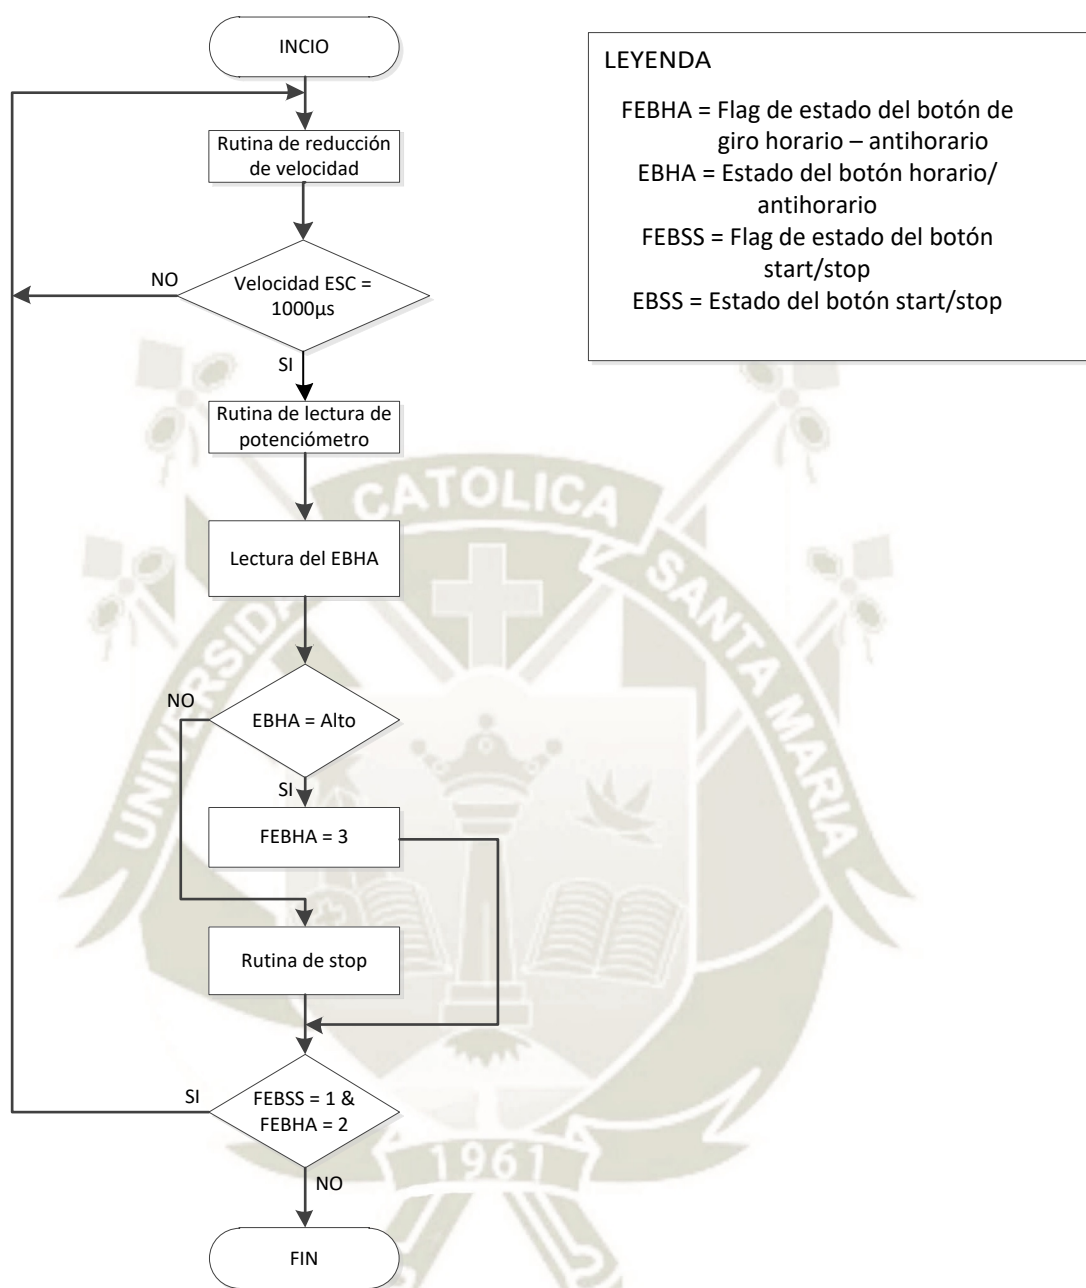 INCIO
Rutina de reducción
de velocidad
NO
Velocidad ESC =
1000µs
SI
Rutina de lectura de
potenciómetro
Lectura del EBHA
NO
EBHA = Alto
SI
FEBHA = 3
Rutina de stop
SI
FEBSS = 1 &
FEBHA = 2
NO
FIN
LEYENDA
FEBHA = Flag de estado del botón de
giro horario – antihorario
EBHA = Estado del botón horario/
antihorario
FEBSS = Flag de estado del botón
start/stop
EBSS = Estado del botón start/stop
UNIVERSIDA
CATOLICA
SANTA MARIA
1961